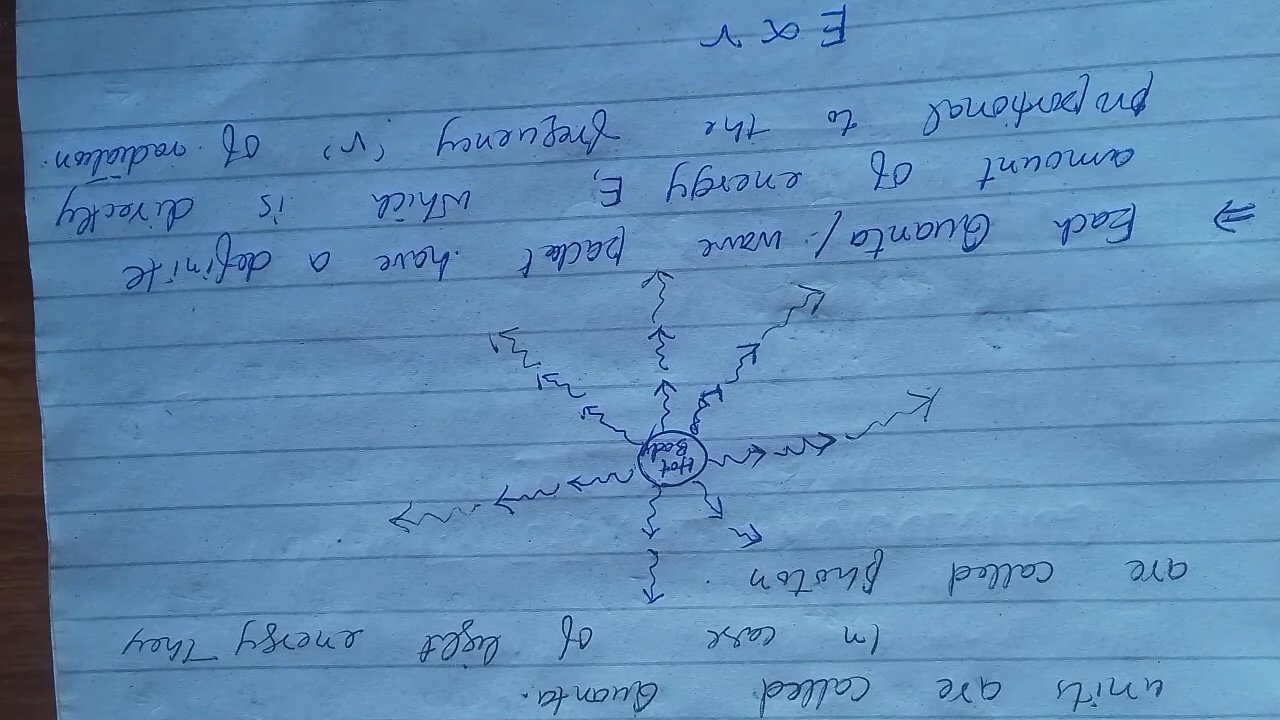 units are called Quanta.
In case of light energy They
are called photon.
Hot
Body
⇒ Each Quanta/wave packet have a definite
amount of energy E, which is directly
proportional to the frequency (ν) of radiation.
E ∝ ν